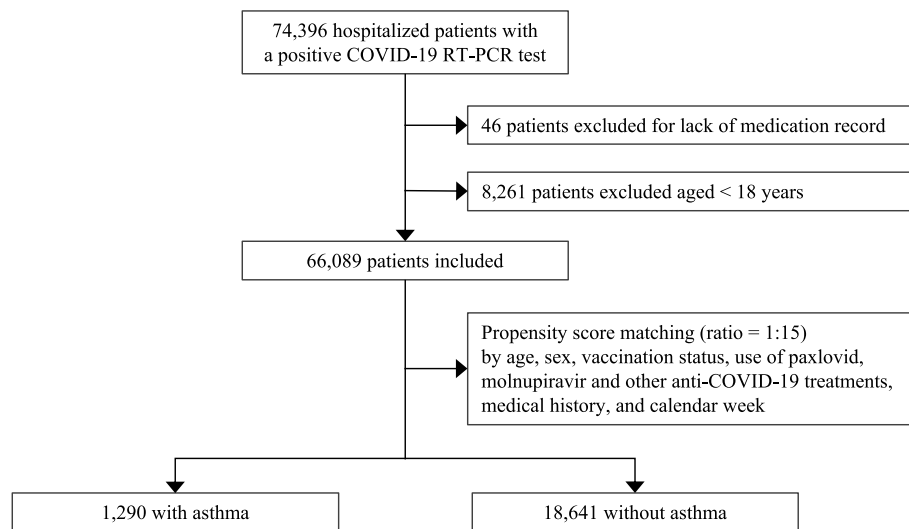 74,396 hospitalized patients with
a positive COVID-19 RT-PCR test
46 patients excluded for lack of medication record
8,261 patients excluded aged < 18 years
66,089 patients included
Propensity score matching (ratio = 1:15)
by age, sex, vaccination status, use of paxlovid,
molnupiravir and other anti-COVID-19 treatments,
medical history, and calendar week
1,290 with asthma
18,641 without asthma